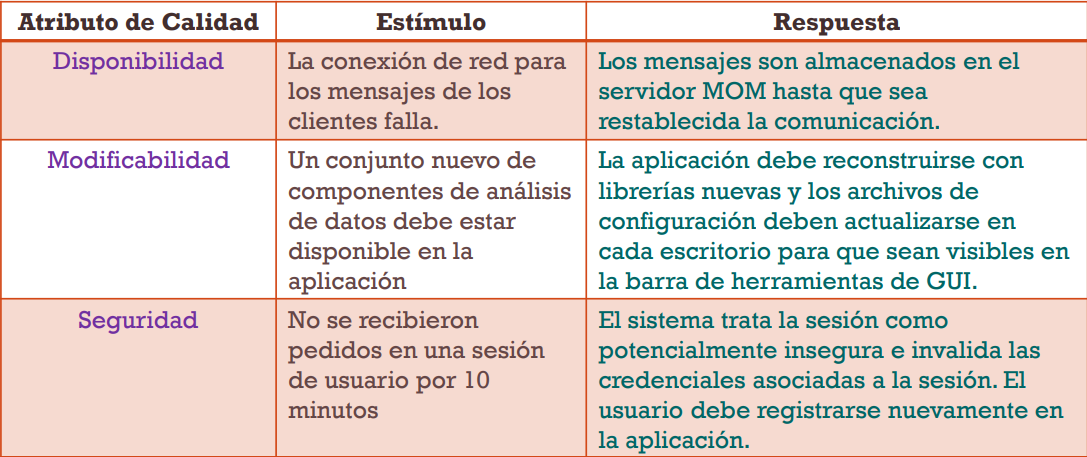 Atributo de Calidad Estímulo Respuesta
Disponibilidad
La conexión de red para
los mensajes de los
clientes falla.
Los mensajes son almacenados en el
servidor MOM hasta que sea
restablecida la comunicación.
Modificabilidad
Un conjunto nuevo de
componentes de análisis
de datos debe estar
disponible en la
aplicación
La aplicación debe reconstruirse con
librerías nuevas y los archivos de
configuración deben actualizarse en
cada escritorio para que sean visibles en
la barra de herramientas de GUI.
Seguridad
No se recibieron
pedidos en una sesión
de usuario por 10
minutos
El sistema trata la sesión como
potencialmente insegura e invalida las
credenciales asociadas a la sesión. El
usuario debe registrarse nuevamente en
la aplicación.